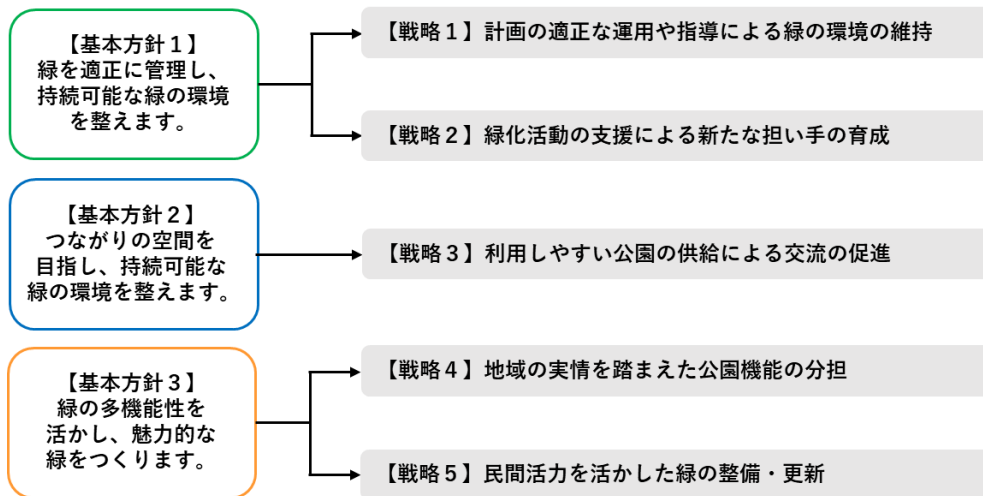 【基本方針１】
緑を適正に管理し、
持続可能な緑の環境
を整えます。
【戦略１】計画の適正な運用や指導による緑の環境の維持
【戦略２】緑化活動の支援による新たな担い手の育成
【基本方針２】
つながりの空間を
目指し、持続可能な
緑の環境を整えます。
【戦略３】利用しやすい公園の供給による交流の促進
【基本方針３】
緑の多機能性を
活かし、魅力的な
緑をつくります。
【戦略４】地域の実情を踏まえた公園機能の分担
【戦略５】民間活力を活かした緑の整備・更新